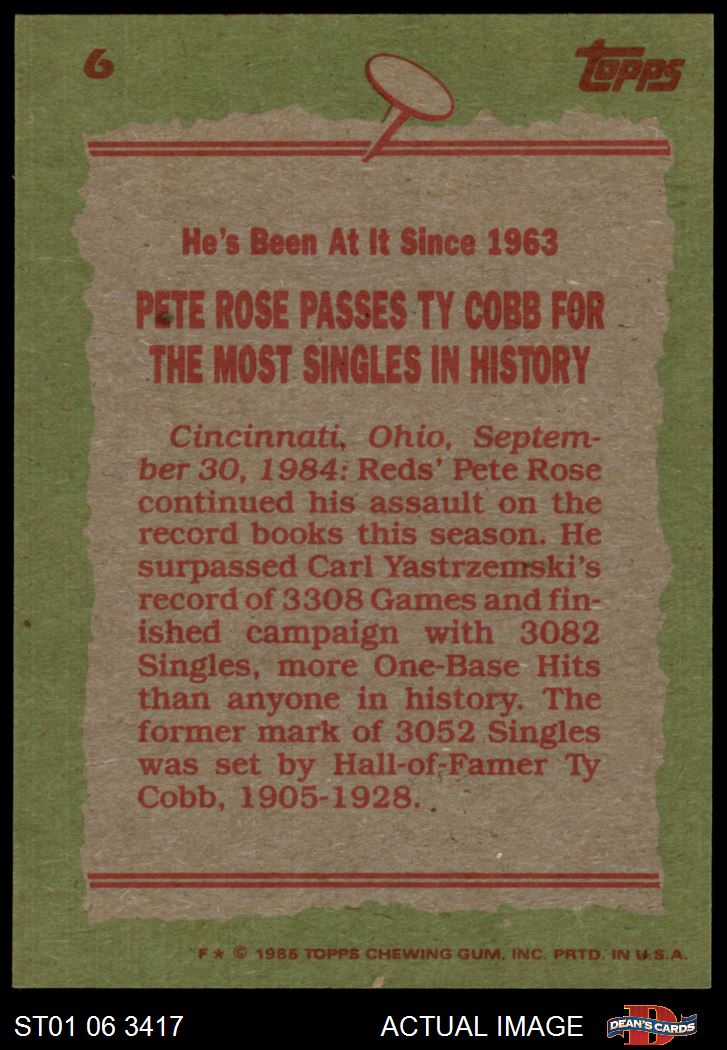 6
Topps
He's Been At It Since 1963
PETE ROSE PASSES TY COBB FOR
THE MOST SINGLES IN HISTORY
Cincinnati, Ohio, Septem-
ber 30, 1984: Reds' Pete Rose
continued his assault on the
record books this season. He
surpassed Carl Yastrzemski's
record of 3308 Games and fin-
ished campaign with 3082
Singles, more One-Base Hits
than anyone in history. The
former mark of 3052 Singles
was set by Hall-of-Famer Ty
Cobb, 1905-1928.
F ★ © 1985 TOPPS CHEWING GUM, INC. PRTD. IN U.S.A.
ST01 06 3417
ACTUAL IMAGE
D
DEAN'S CARDS